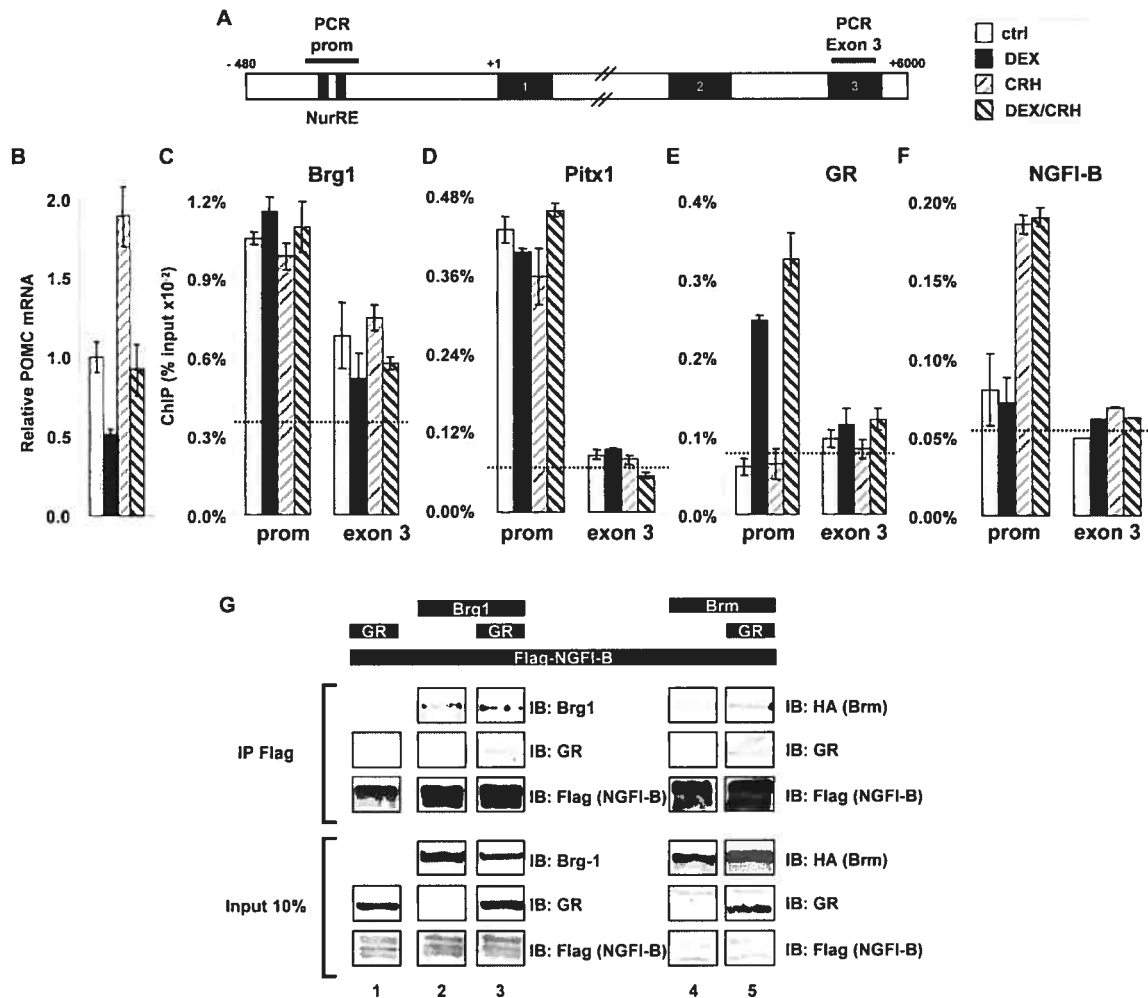 A
PCR
prom
PCR
Exon 3
- 480
+1
+6000
1
2
3
NurRE
ctrl
DEX
CRH
DEX/CRH
B
Relative POMC mRNA
2.0
1.5
1.0
0.5
0.0
C
Brg1
ChIP (% input x10-2)
1.2%
0.9%
0.6%
0.3%
0.0%
prom
exon 3
D
Pitx1
0.48%
0.36%
0.24%
0.12%
0.00%
prom
exon 3
E
GR
0.4%
0.3%
0.2%
0.1%
0.0%
prom
exon 3
F
NGFI-B
0.20%
0.15%
0.10%
0.05%
0.00%
prom
exon 3
G
Brg1
Brm
GR
GR
GR
Flag-NGFI-B
IP Flag
IB: Brg1
IB: HA (Brm)
IB: GR
IB: GR
IB: Flag (NGFI-B)
IB: Flag (NGFI-B)
Input 10%
IB: Brg-1
IB: HA (Brm)
IB: GR
IB: GR
IB: Flag (NGFI-B)
IB: Flag (NGFI-B)
1
2
3
4
5